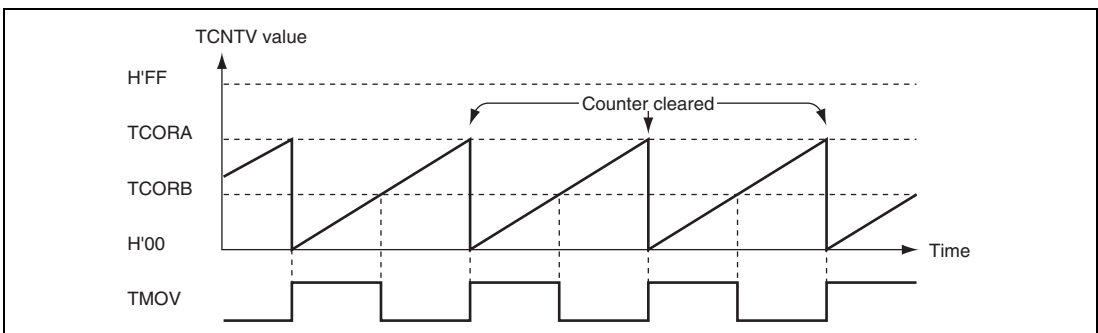 TCNTV value
H'FF
Counter cleared
TCORA
TCORB
H'00
Time
TMOV